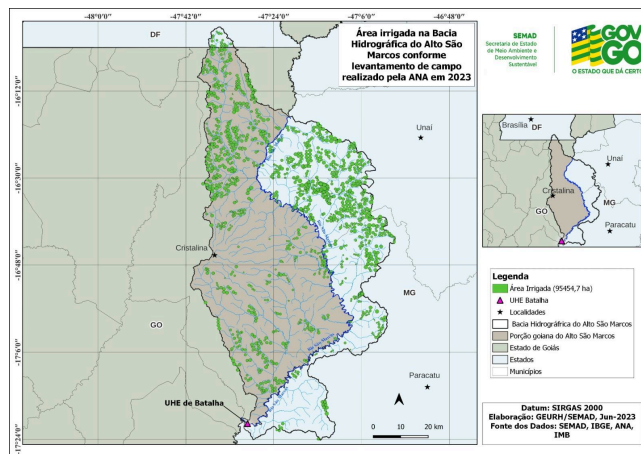 Área irrigada na Bacia
Hidrográfica do Alto São
Marcos conforme
levantamento de campo
realizado pela ANA em 2023
-48°0'0"
-47°42'0"
-47°24'0"
-47°6'0"
-46°48'0"
-16°12'0"
-16°30'0"
-16°48'0"
-17°6'0"
-17°24'0"
DF
Unaí
Cristalina
MG
GO
Paracatu
UHE de Batalha
0 10 20 km
SEMAD
Secretaria de Estado
de Meio Ambiente e
Desenvolvimento
Sustentável
GOV
GO
O ESTADO QUE DÁ CERTO
Brasília
DF
Unaí
Cristalina
GO
MG
Paracatu
Legenda
Área Irrigada (95454,7 ha)
UHE Batalha
Localidades
Bacia Hidrográfrica do Alto São Marcos
Porção goiana do Alto São Marcos
Estado de Goiás
Estados
Municípios
Datum: SIRGAS 2000
Elaboração: GEURH/SEMAD, Jun-2023
Fonte dos Dados: SEMAD, IBGE, ANA,
IMB